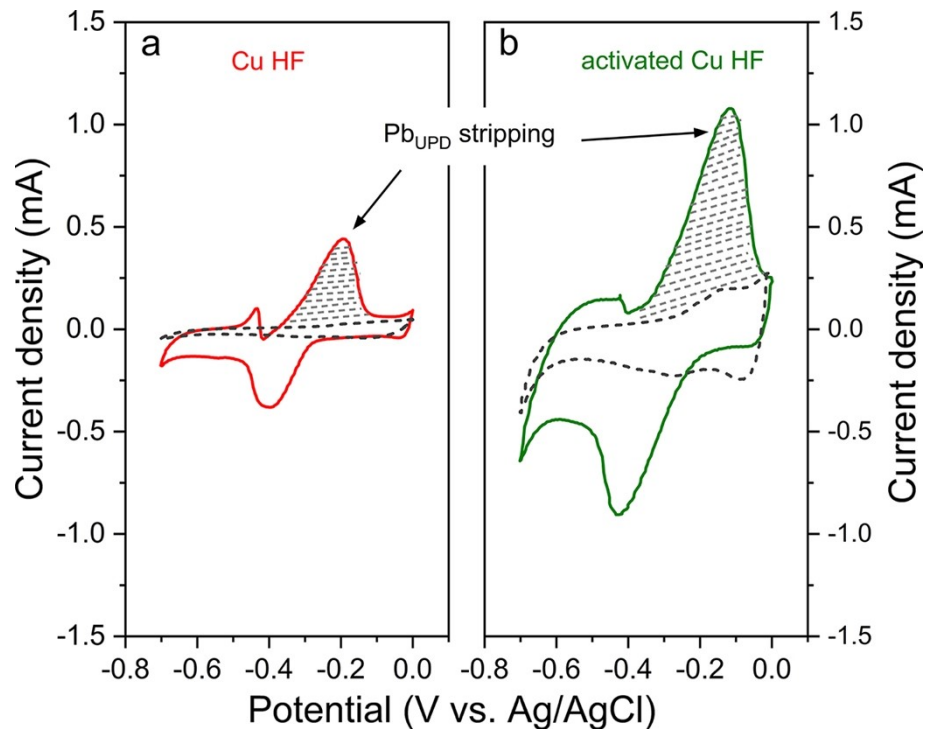 a
Cu HF
b
activated Cu HF
Pb_UPD stripping
Current density (mA)
1.5
1.0
0.5
0.0
-0.5
-1.0
-1.5
-0.8 -0.6 -0.4 -0.2 0.0
-0.8 -0.6 -0.4 -0.2 0.0
1.5
1.0
0.5
0.0
-0.5
-1.0
-1.5
Current density (mA)
Potential (V vs. Ag/AgCl)